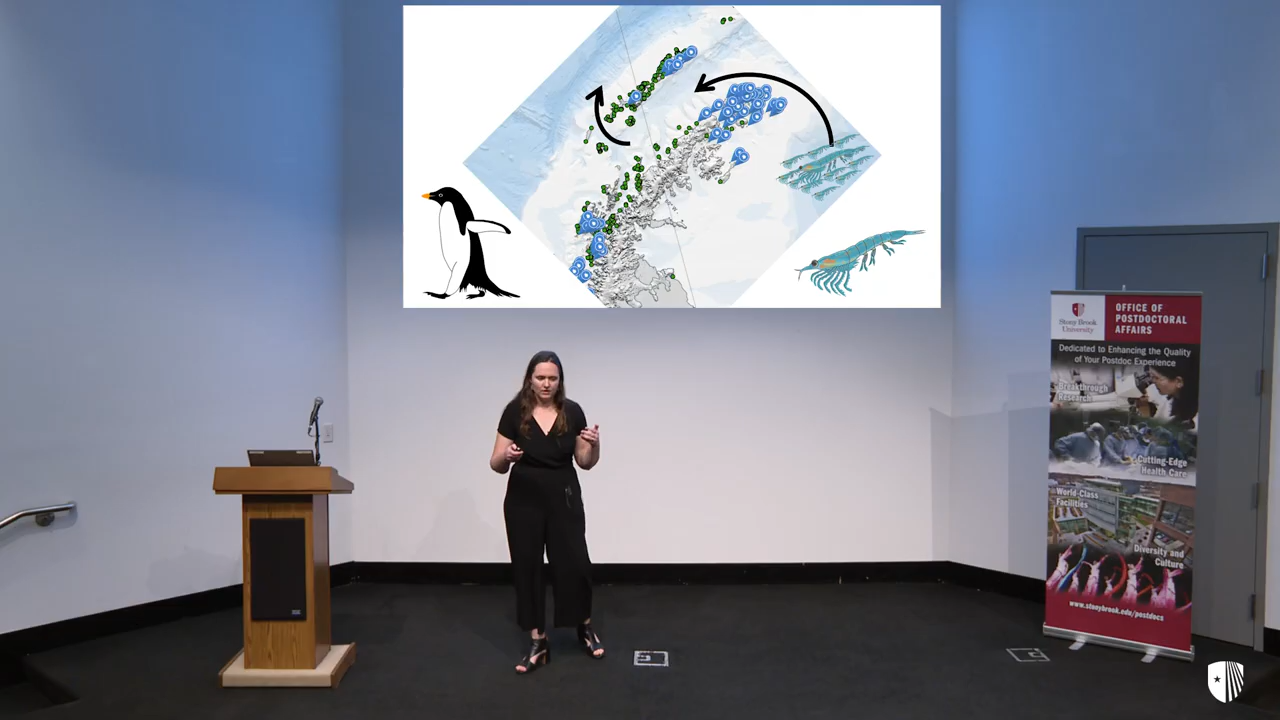 Stony Brook
University
OFFICE OF
POSTDOCTORAL
AFFAIRS
Dedicated to Enhancing the Quality
of Your Postdoc Experience
Breakthrough
Research
Cutting-Edge
Health Care
World-Class
Facilities
Diversity and
Culture
www.stonybrook.edu/postdocs